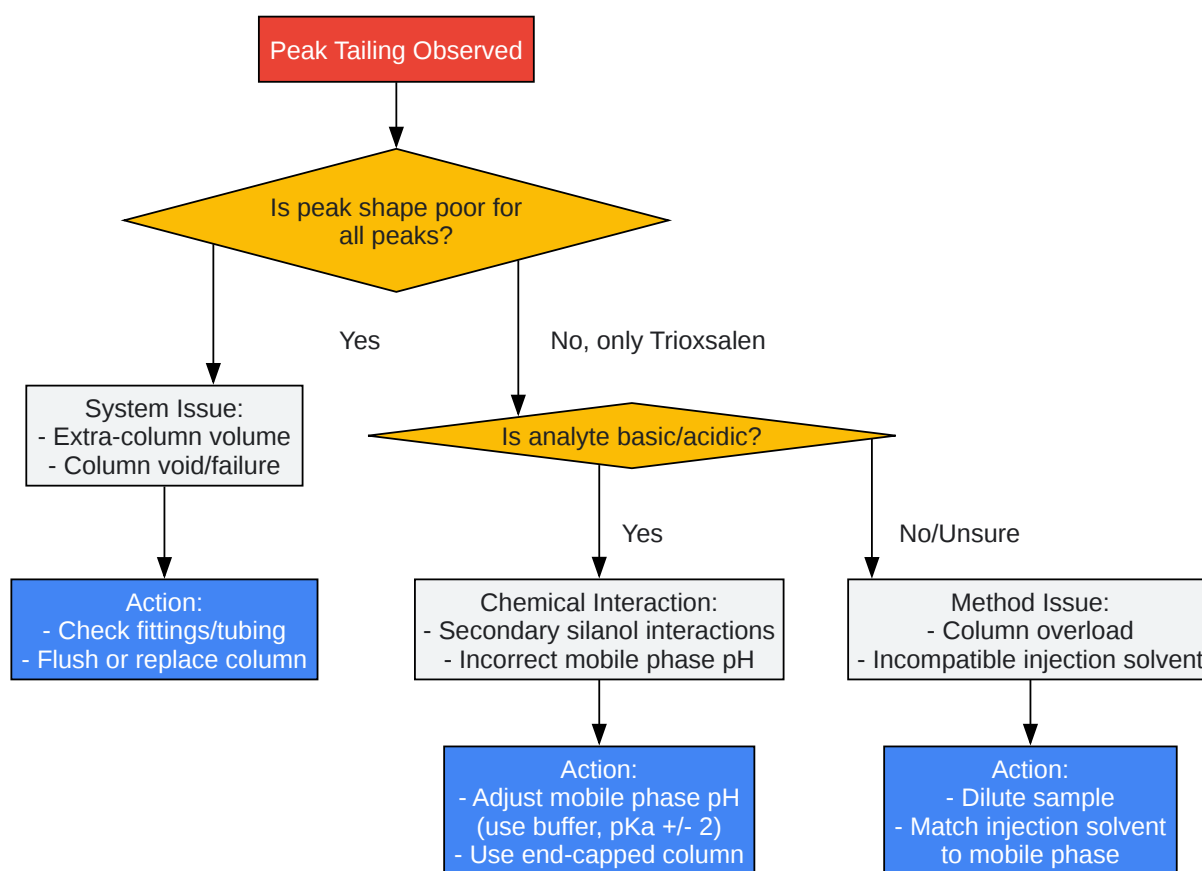 Peak Tailing Observed
Is peak shape poor for
all peaks?
Yes
No, only Trioxsalen
System Issue:
- Extra-column volume
- Column void/failure
Is analyte basic/acidic?
Yes
No/Unsure
Action:
- Check fittings/tubing
- Flush or replace column
Chemical Interaction:
- Secondary silanol interactions
- Incorrect mobile phase pH
Method Issue:
- Column overload
- Incompatible injection solvent
Action:
- Adjust mobile phase pH
(use buffer, pKa +/- 2)
- Use end-capped column
Action:
- Dilute sample
- Match injection solvent
to mobile phase